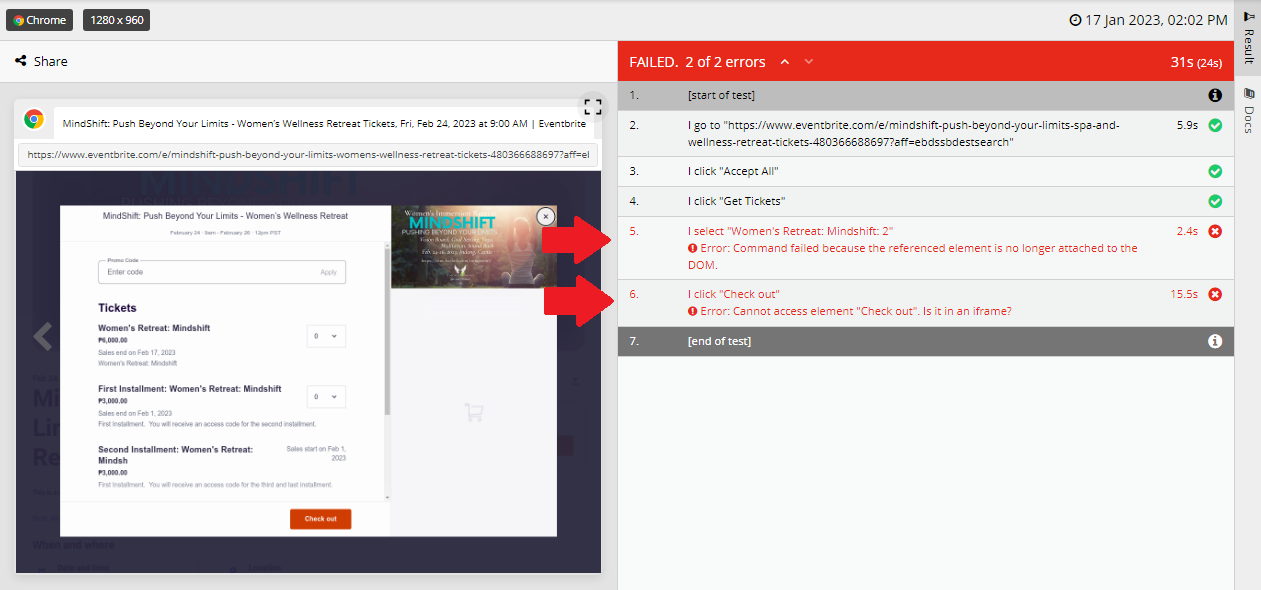 Chrome
1280 x 960
17 Jan 2023, 02:02 PM
Result
Docs
Share
FAILED. 2 of 2 errors
31s (24s)
MindShift: Push Beyond Your Limits - Women's Wellness Retreat Tickets, Fri, Feb 24, 2023 at 9:00 AM | Eventbrite
https://www.eventbrite.com/e/mindshift-push-beyond-your-limits-womens-wellness-retreat-tickets-480366688697?aff=el
MINDSHIFT
MindShift: Push Beyond Your Limits - Women's Wellness Retreat
February 24 · 9am - February 26 · 12pm PST
Promo Code
Enter code
Apply
Tickets
Women's Retreat: Mindshift
₱6,000.00
Sales end on Feb 17, 2023
Women's Retreat: Mindshift
0
First Installment: Women's Retreat: Mindshift
₱3,000.00
Sales end on Feb 1, 2023
First Installment. You will receive an access code for the second installment.
0
Second Installment: Women's Retreat:
Mindsh
₱3,000.00
Sales start on Feb 1,
2023
First Installment. You will receive an access code for the third and last installment.
Check out
Women's Immersion
MINDSHIFT
PUSHING BEYOND YOUR LIMITS
When and where
1. [start of test]
2. I go to "https://www.eventbrite.com/e/mindshift-push-beyond-your-limits-spa-and-
wellness-retreat-tickets-480366688697?aff=ebdssbdestsearch"
5.9s
3. I click "Accept All"
4. I click "Get Tickets"
5. I select "Women's Retreat: Mindshift: 2"
2.4s
Error: Command failed because the referenced element is no longer attached to the
DOM.
6. I click "Check out"
15.5s
Error: Cannot access element "Check out". Is it in an iframe?
7. [end of test]